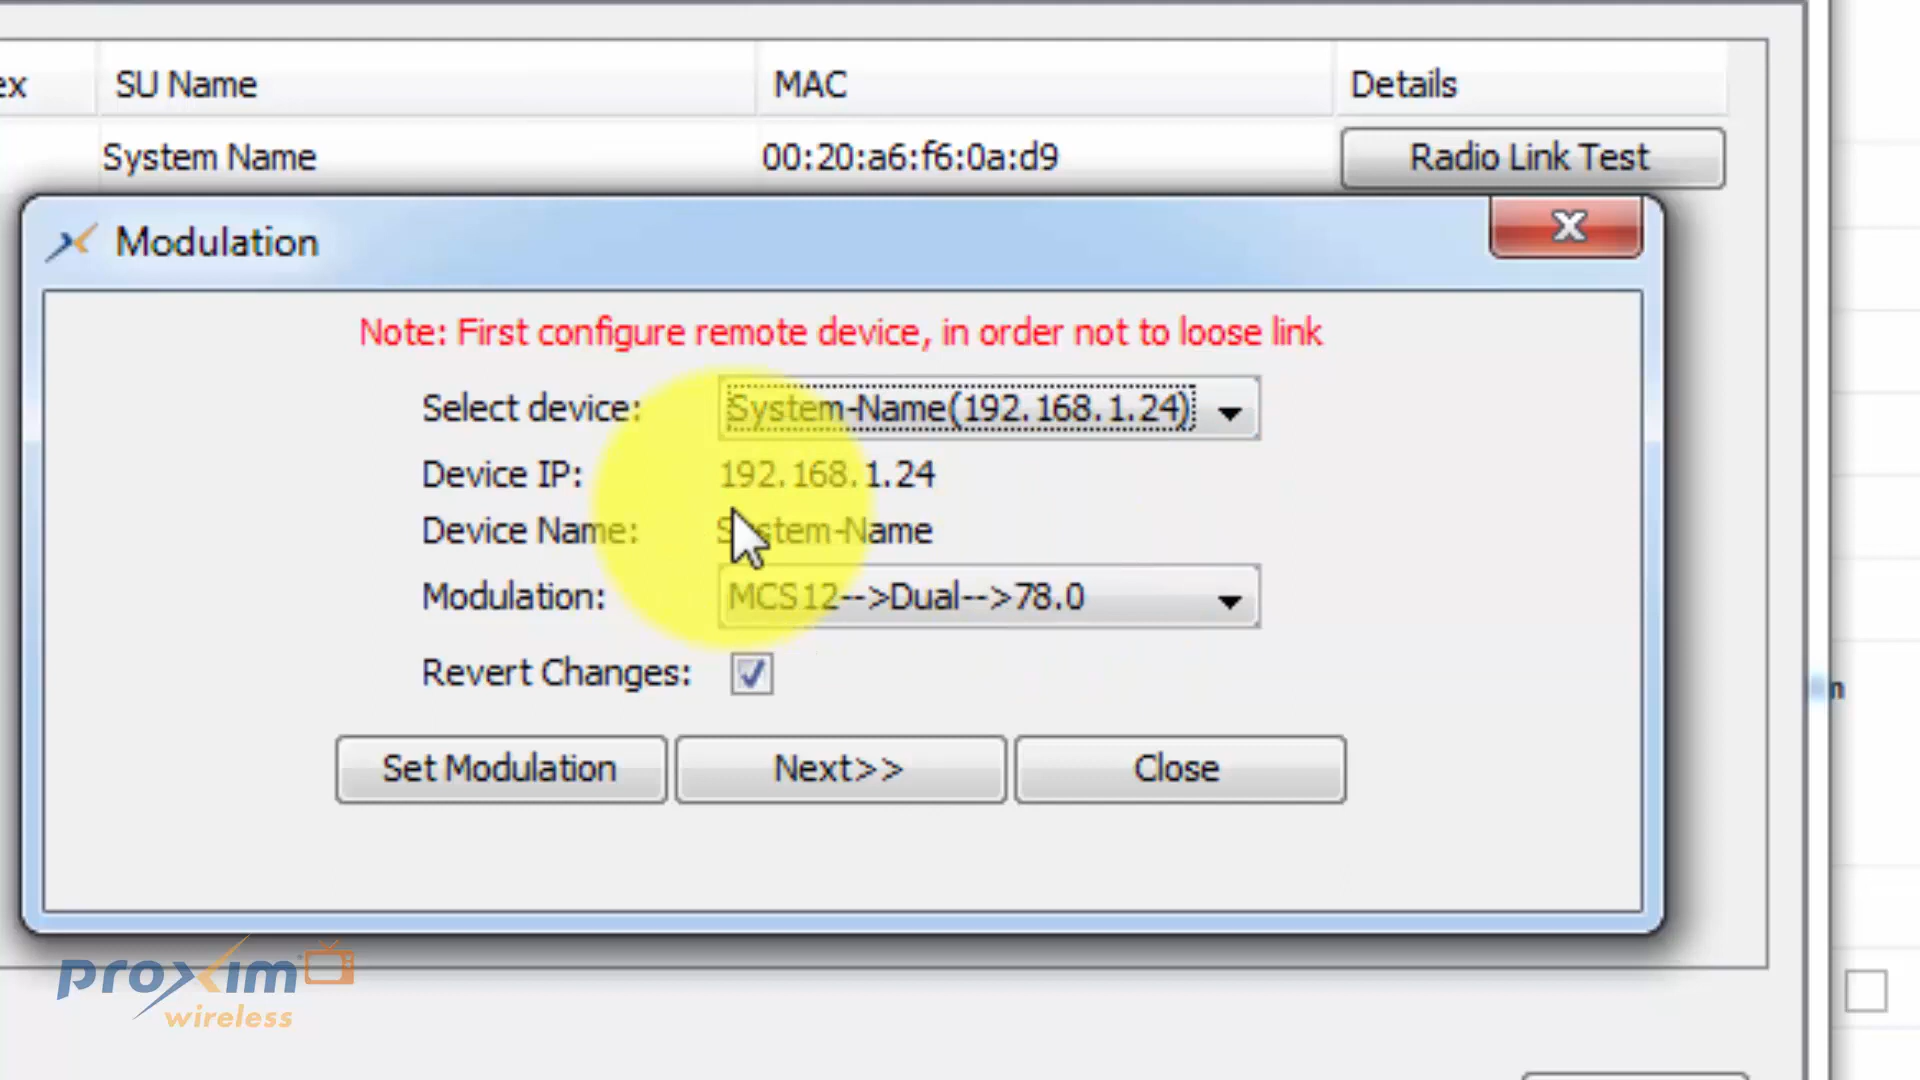 ex SU Name MAC Details
System Name 00:20:a6:f6:0a:d9 Radio Link Test
Modulation
Note: First configure remote device, in order not to loose link
Select device: System-Name(192.168.1.24)
Device IP: 192.168.1.24
Device Name: System-Name
Modulation: MCS12-->Dual-->78.0
Revert Changes:
n
Set Modulation Next>> Close
proxim
wireless